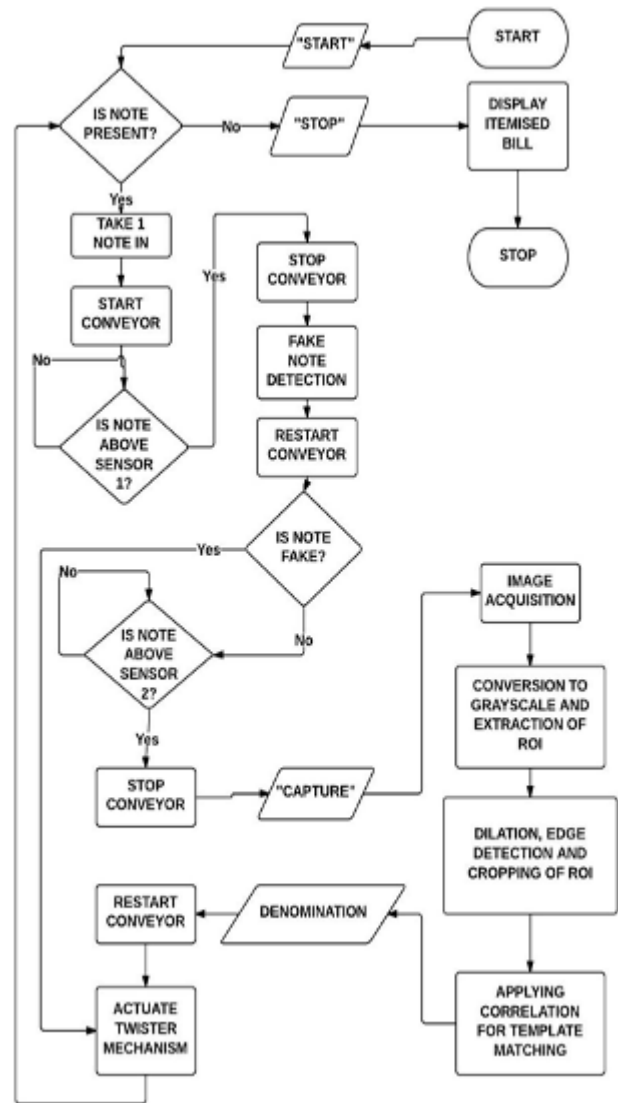 START
"START"
IS NOTE
PRESENT?
No
"STOP"
DISPLAY
ITEMISED
BILL
STOP
Yes
TAKE 1
NOTE IN
START
CONVEYOR
No
IS NOTE
ABOVE
SENSOR
1?
Yes
STOP
CONVEYOR
FAKE
NOTE
DETECTION
RESTART
CONVEYOR
IS NOTE
FAKE?
Yes
No
No
IS NOTE
ABOVE
SENSOR
2?
Yes
STOP
CONVEYOR
"CAPTURE"
IMAGE
ACQUISITION
CONVERSION TO
GRAYSCALE AND
EXTRACTION OF
ROI
DILATION, EDGE
DETECTION AND
CROPPING OF ROI
APPLYING
CORRELATION
FOR TEMPLATE
MATCHING
DENOMINATION
RESTART
CONVEYOR
ACTUATE
TWISTER
MECHANISM